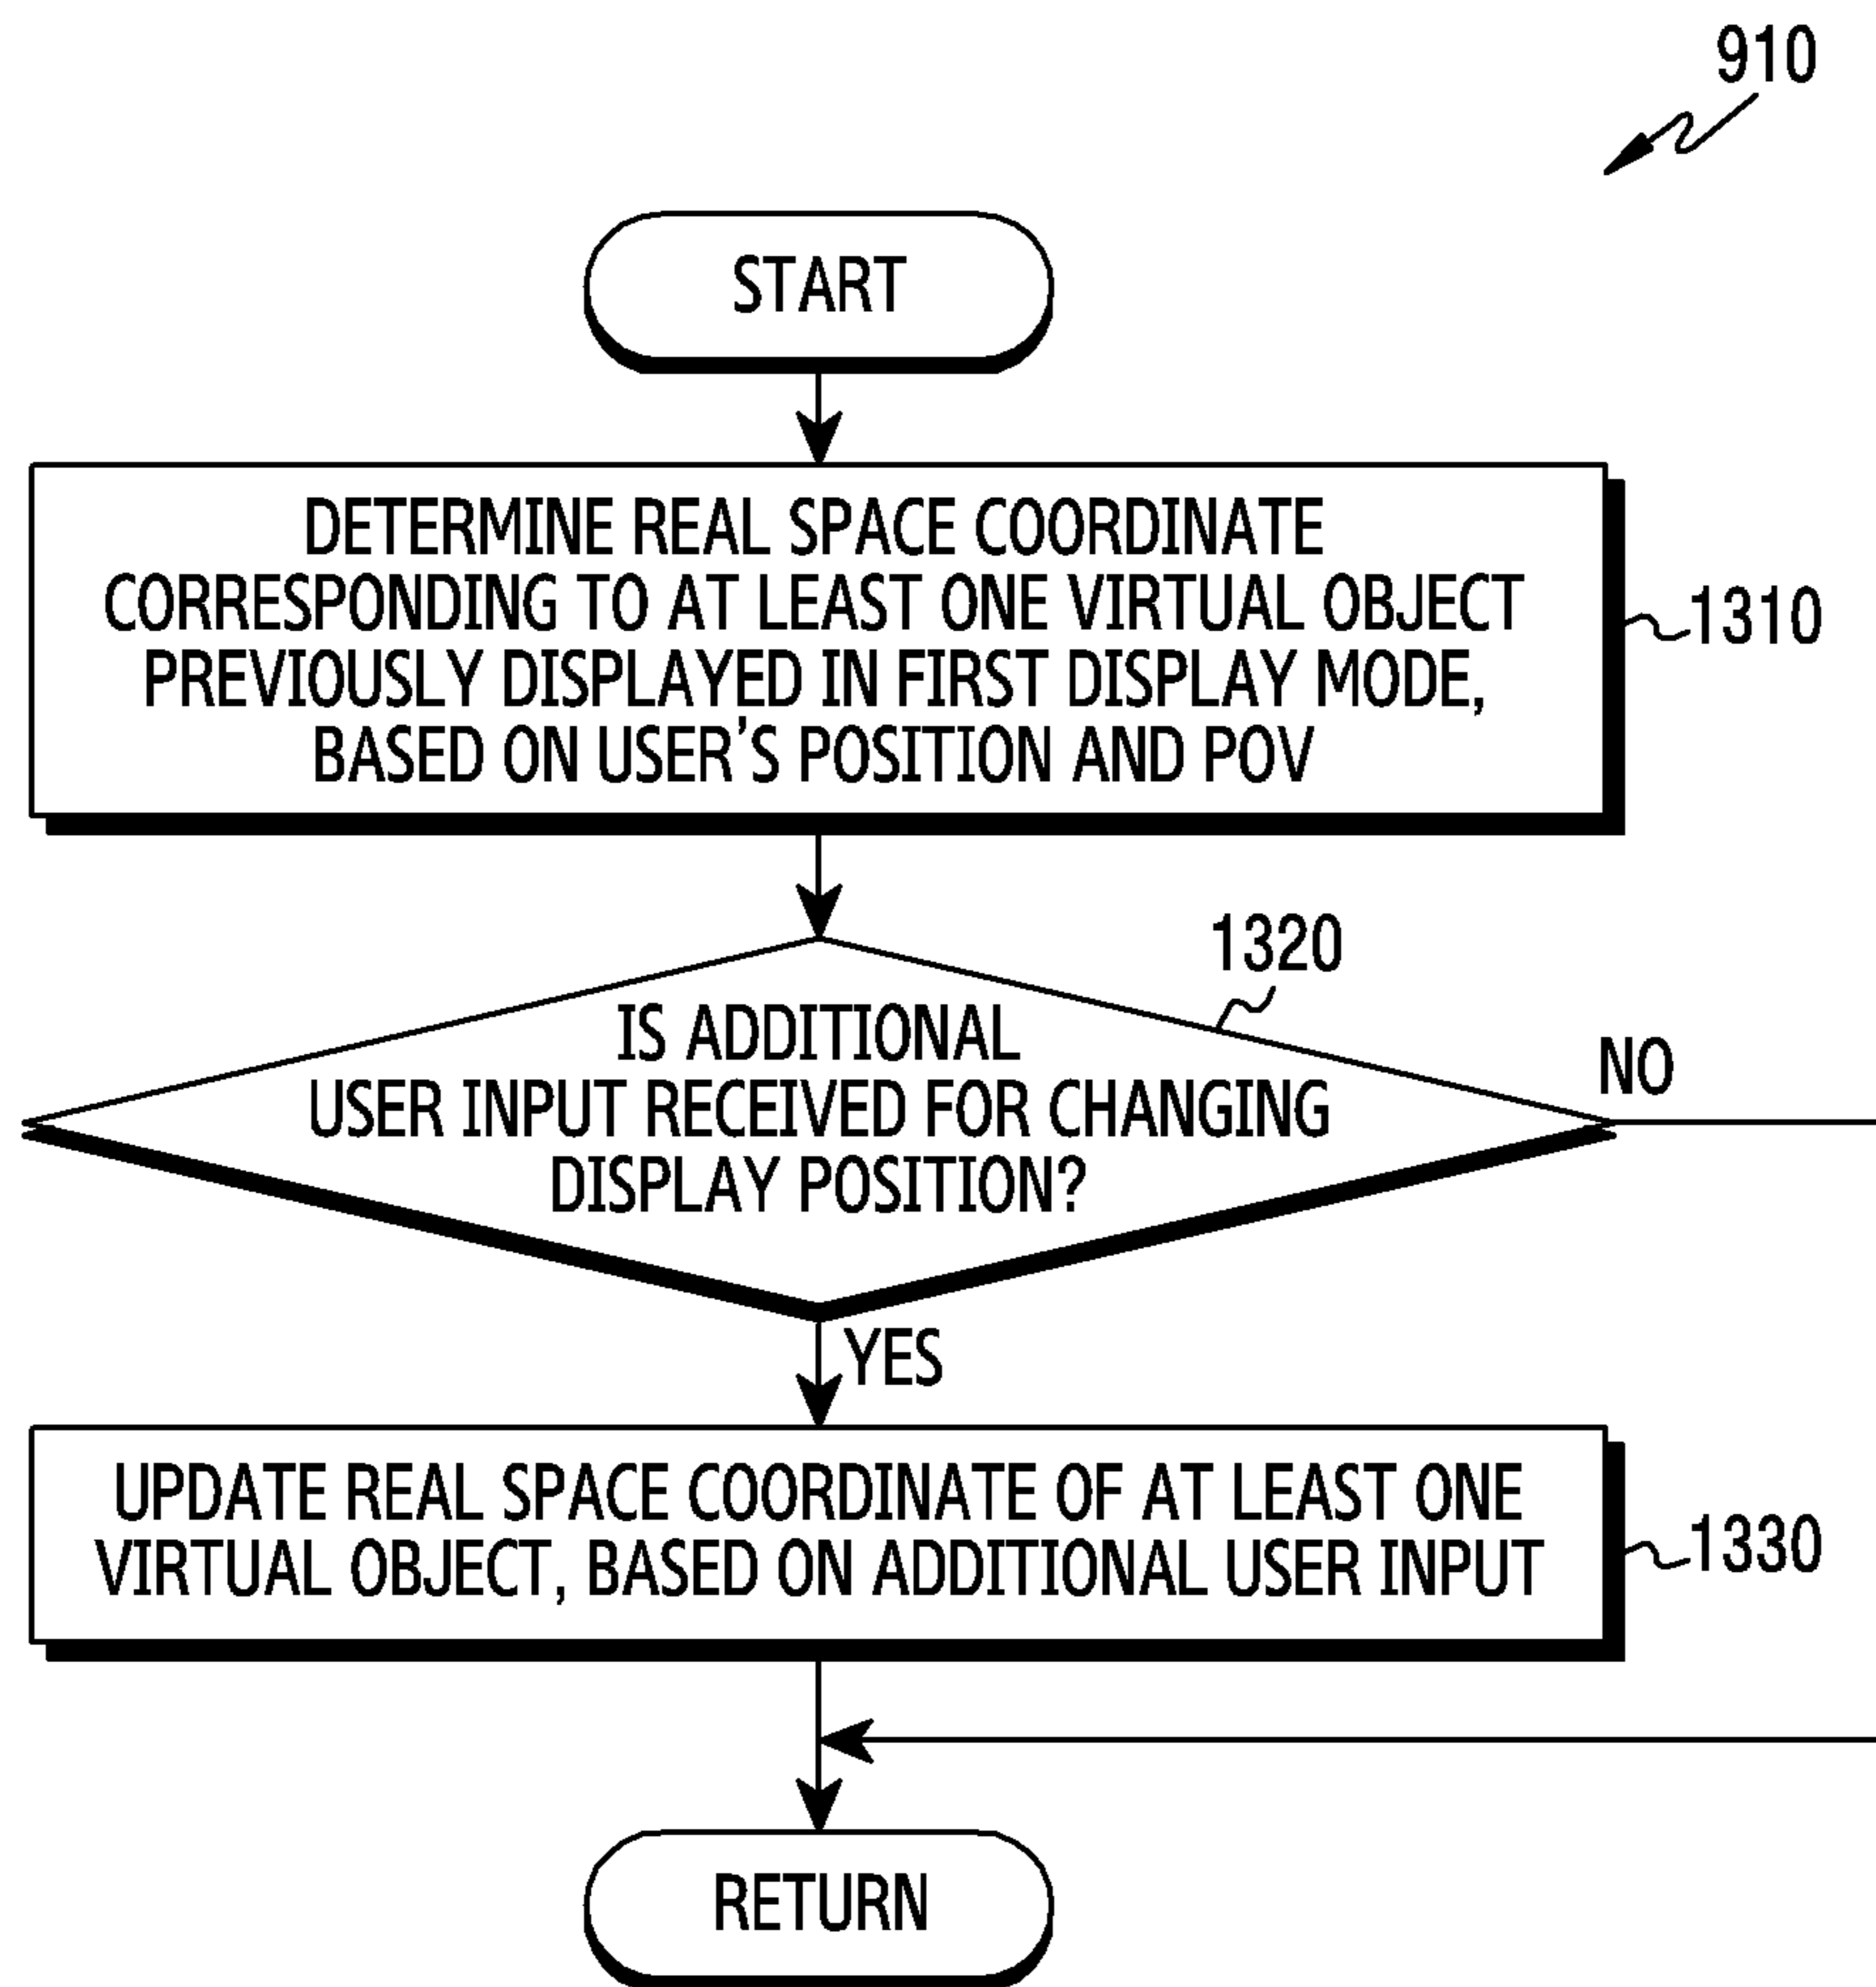 910
START
DETERMINE REAL SPACE COORDINATE
CORRESPONDING TO AT LEAST ONE VIRTUAL OBJECT
PREVIOUSLY DISPLAYED IN FIRST DISPLAY MODE,
BASED ON USER'S POSITION AND POV
1310
1320
IS ADDITIONAL
USER INPUT RECEIVED FOR CHANGING
DISPLAY POSITION?
NO
YES
UPDATE REAL SPACE COORDINATE OF AT LEAST ONE
VIRTUAL OBJECT, BASED ON ADDITIONAL USER INPUT
1330
RETURN